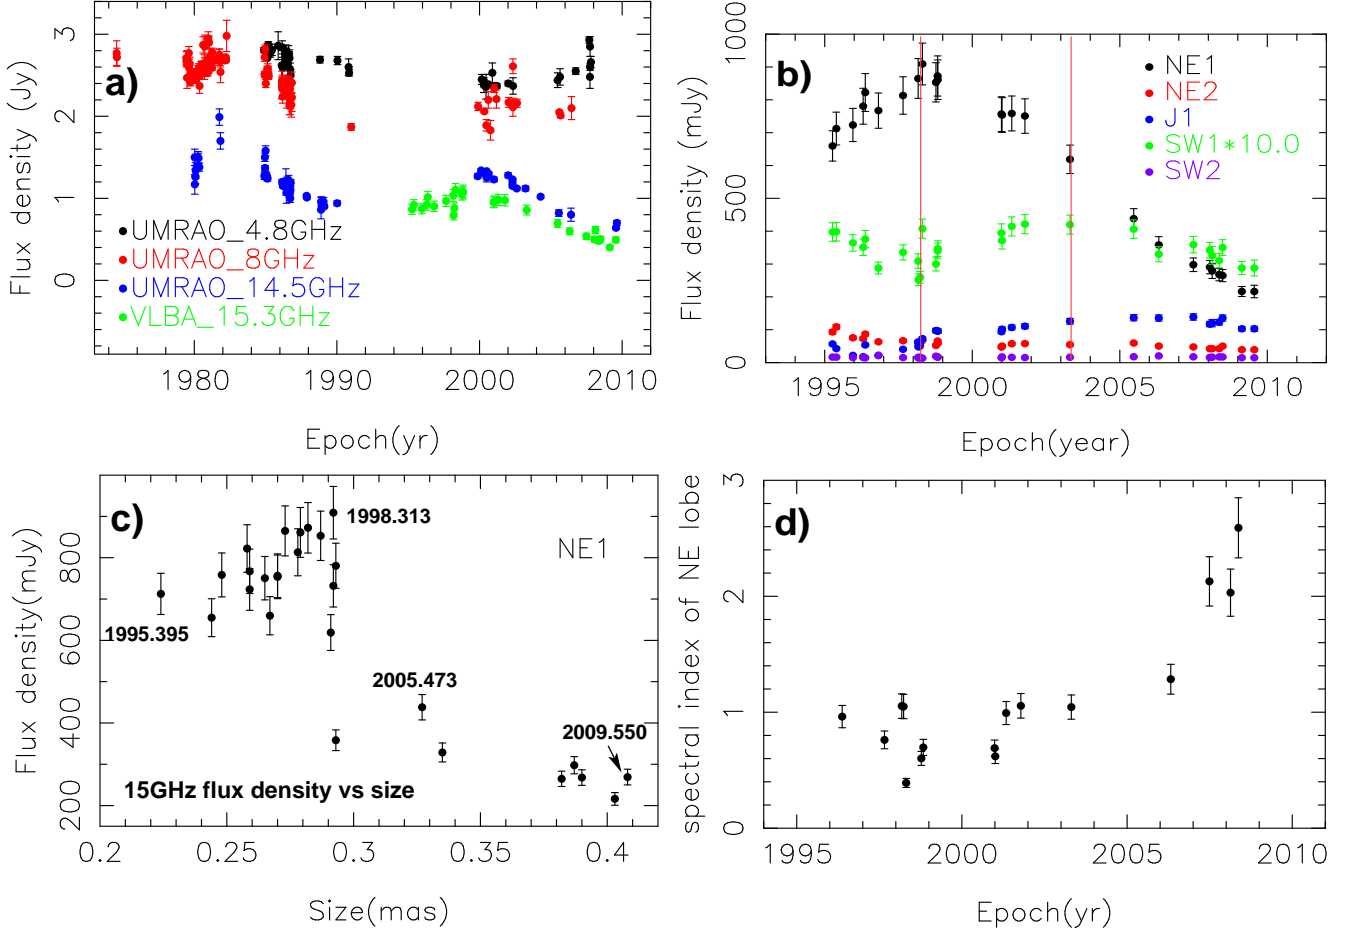 a)
Flux density (Jy)
3
2
1
0
UMRAO_4.8GHz
UMRAO_8GHz
UMRAO_14.5GHz
VLBA_15.3GHz
1980 1990 2000 2010
Epoch(yr)
b)
Flux density (mJy)
1000
500
0
NE1
NE2
J1
SW1*10.0
SW2
1995 2000 2005 2010
Epoch(year)
c)
Flux density(mJy)
800
600
400
200
1998.313
NE1
1995.395
2005.473
2009.550
15GHz flux density vs size
0.2 0.25 0.3 0.35 0.4
Size(mas)
d)
spectral index of NE lobe
3
2
1
0
1995 2000 2005 2010
Epoch(yr)